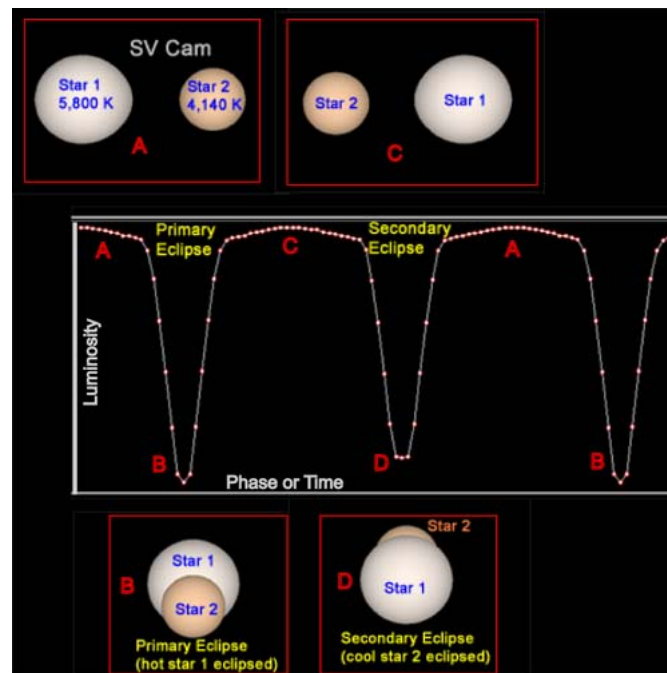 SV Cam
Star 1
5,800 K
Star 2
4,140 K
A
Star 2
Star 1
C
Primary
Eclipse
Secondary
Eclipse
A
C
A
Luminosity
B
D
B
Phase or Time
B
Star 1
Star 2
Primary Eclipse
(hot star 1 eclipsed)
D
Star 2
Star 1
Secondary Eclipse
(cool star 2 eclipsed)